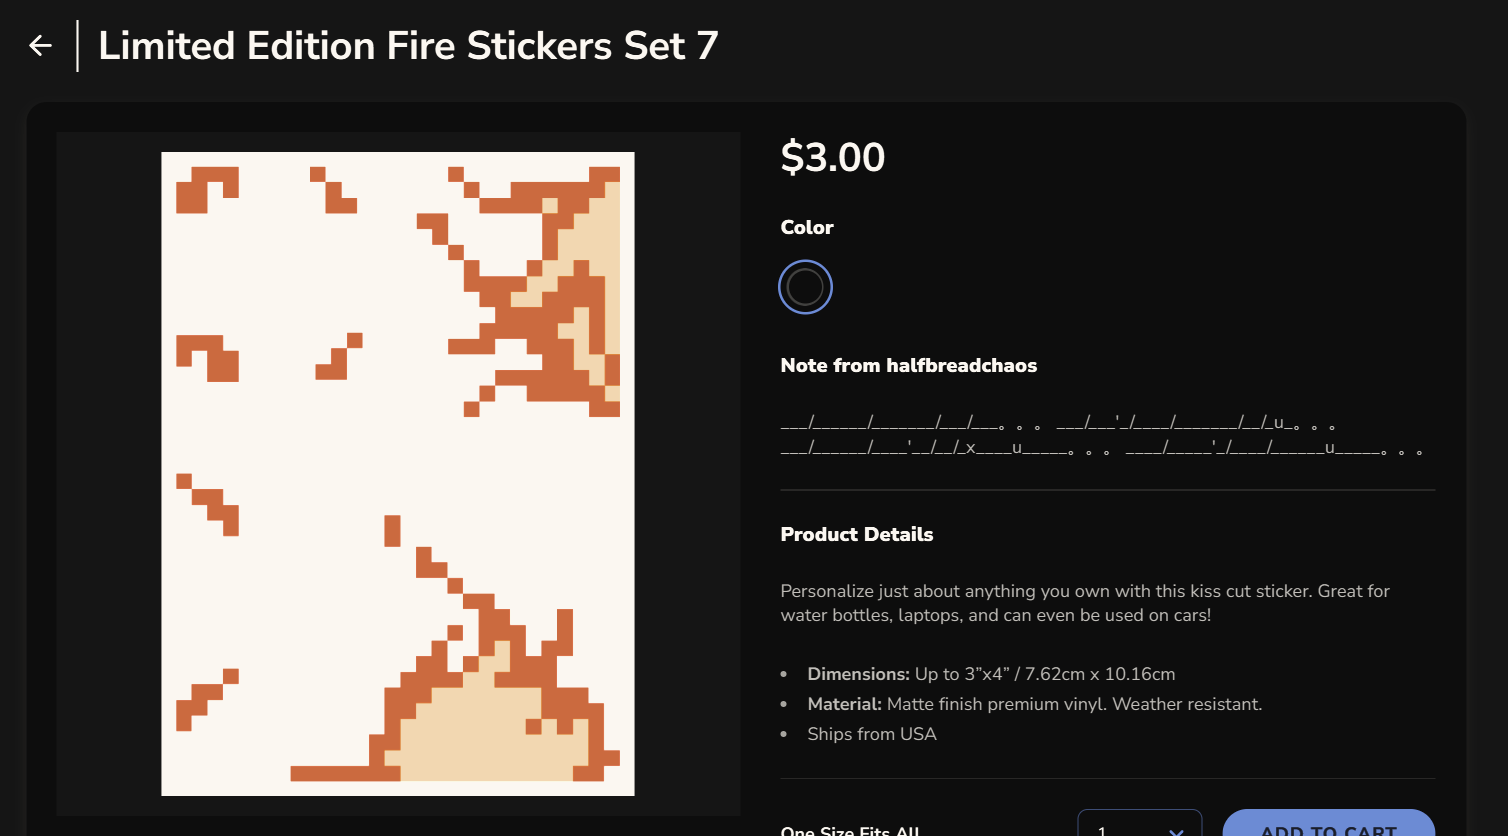 Limited Edition Fire Stickers Set 7
$3.00
Color
Note from halfbreadchaos
___/______/_______/___/___。。。 ___/___'_/____/_______/__/_u_。。。
___/______/____'__/__/_x____u_____。。。 ____/_____'_/____/______u_____。。。
Product Details
Personalize just about anything you own with this kiss cut sticker. Great for
water bottles, laptops, and can even be used on cars!
• Dimensions: Up to 3”x4” / 7.62cm x 10.16cm
• Material: Matte finish premium vinyl. Weather resistant.
• Ships from USA
One Size Fits All
1
ADD TO CART